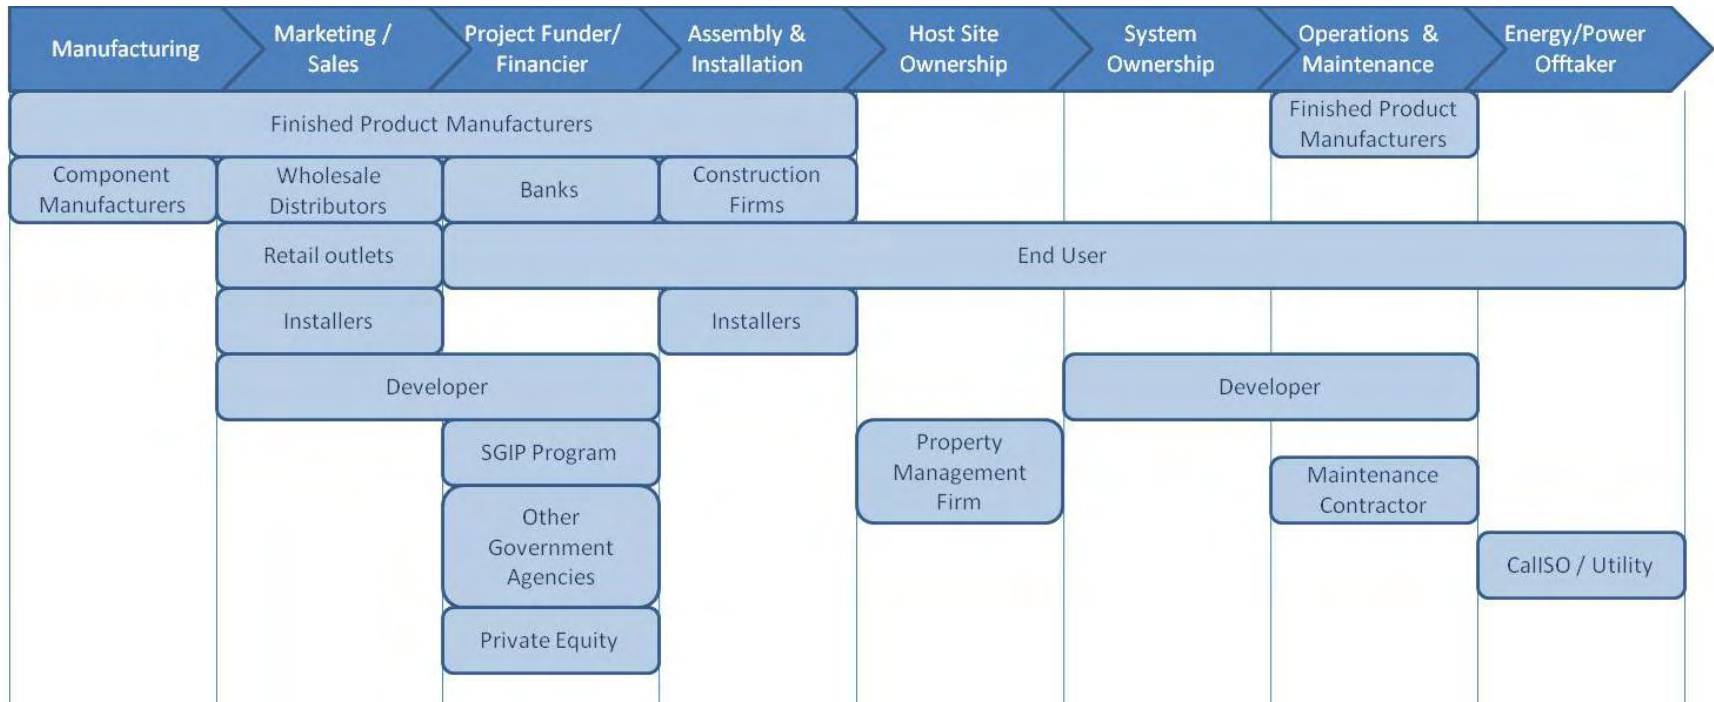 Manufacturing
Marketing /
Sales
Project Funder/
Financier
Assembly &
Installation
Host Site
Ownership
System
Ownership
Operations &
Maintenance
Energy/Power
Offtaker
Finished Product Manufacturers
Finished Product
Manufacturers
Component
Manufacturers
Wholesale
Distributors
Banks
Construction
Firms
Retail outlets
End User
Installers
Installers
Developer
Developer
SGIP Program
Property
Management
Firm
Maintenance
Contractor
Other
Government
Agencies
CalISO / Utility
Private Equity